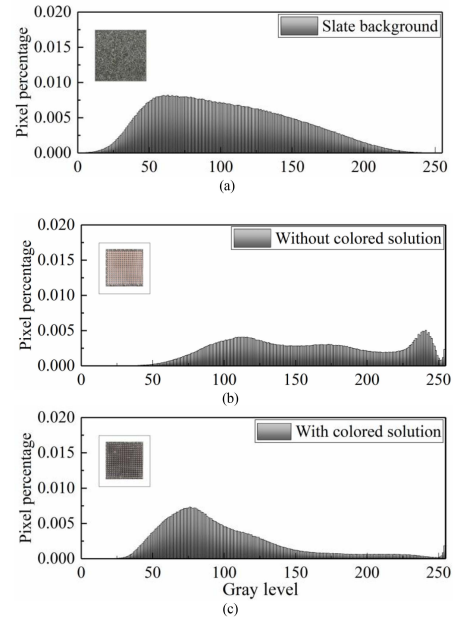 0.020
Slate background
0.015
0.010
0.005
0.000
Pixel percentage
0 50 100 150 200 250
(a)
0.020
Without colored solution
0.015
0.010
0.005
0.000
Pixel percentage
0 50 100 150 200 250
(b)
0.020
With colored solution
0.015
0.010
0.005
0.000
Pixel percentage
0 50 100 150 200 250
Gray level
(c)